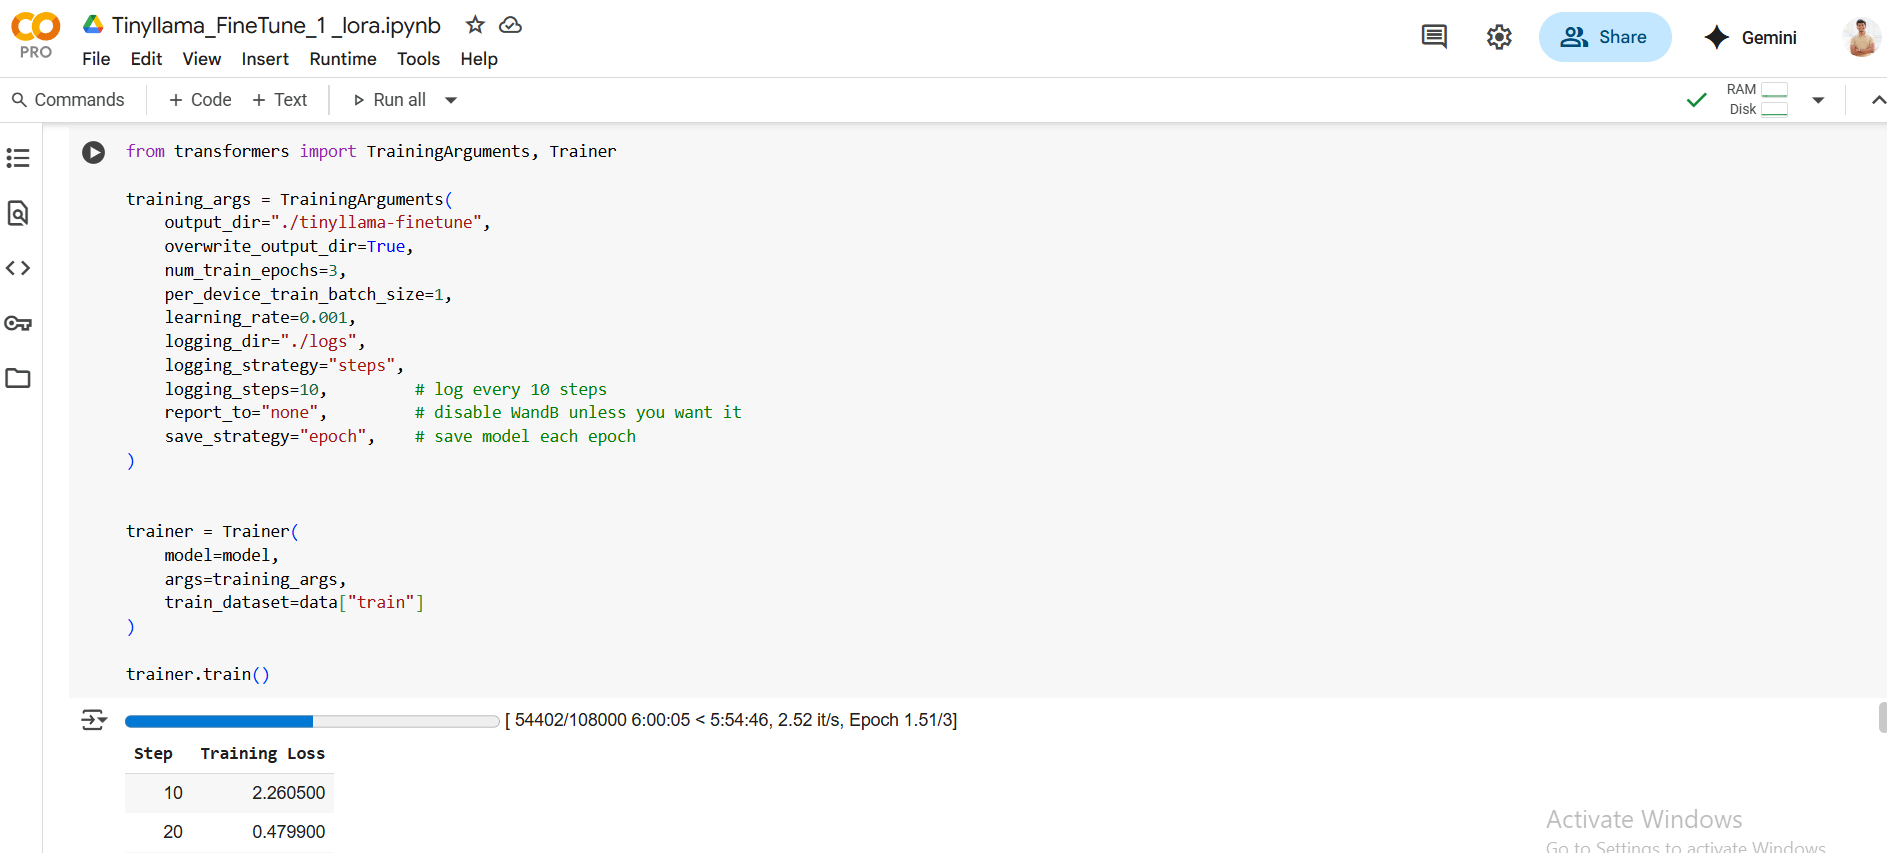 Tinyllama_FineTune_1 _lora.ipynb
PRO
File Edit View Insert Runtime Tools Help
Share
Gemini
Commands + Code + Text Run all
RAM
Disk
from transformers import TrainingArguments, Trainer
training_args = TrainingArguments(
output_dir="./tinyllama-finetune",
overwrite_output_dir=True,
num_train_epochs=3,
per_device_train_batch_size=1,
learning_rate=0.001,
logging_dir="./logs",
logging_strategy="steps",
logging_steps=10, # log every 10 steps
report_to="none", # disable WandB unless you want it
save_strategy="epoch", # save model each epoch
)
trainer = Trainer(
model=model,
args=training_args,
train_dataset=data["train"]
)
trainer.train()
[ 54402/108000 6:00:05 < 5:54:46, 2.52 it/s, Epoch 1.51/3]
Step Training Loss
10 2.260500
20 0.479900
Activate Windows
Go to Settings to activate Windows.